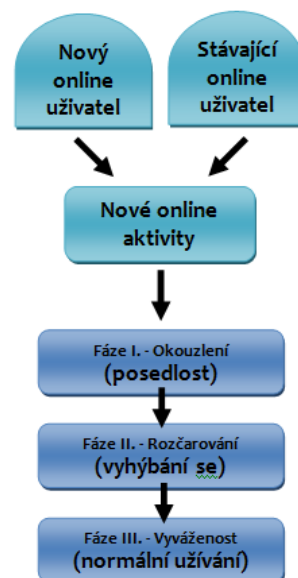 Nový
online
uživatel
Stávající
online
uživatel
Nové online
aktivity
Fáze I. - Okouzlení
(posedlost)
Fáze II. - Rozčarování
(vyhýbání se)
Fáze III. - Vyváženost
(normální užívání)